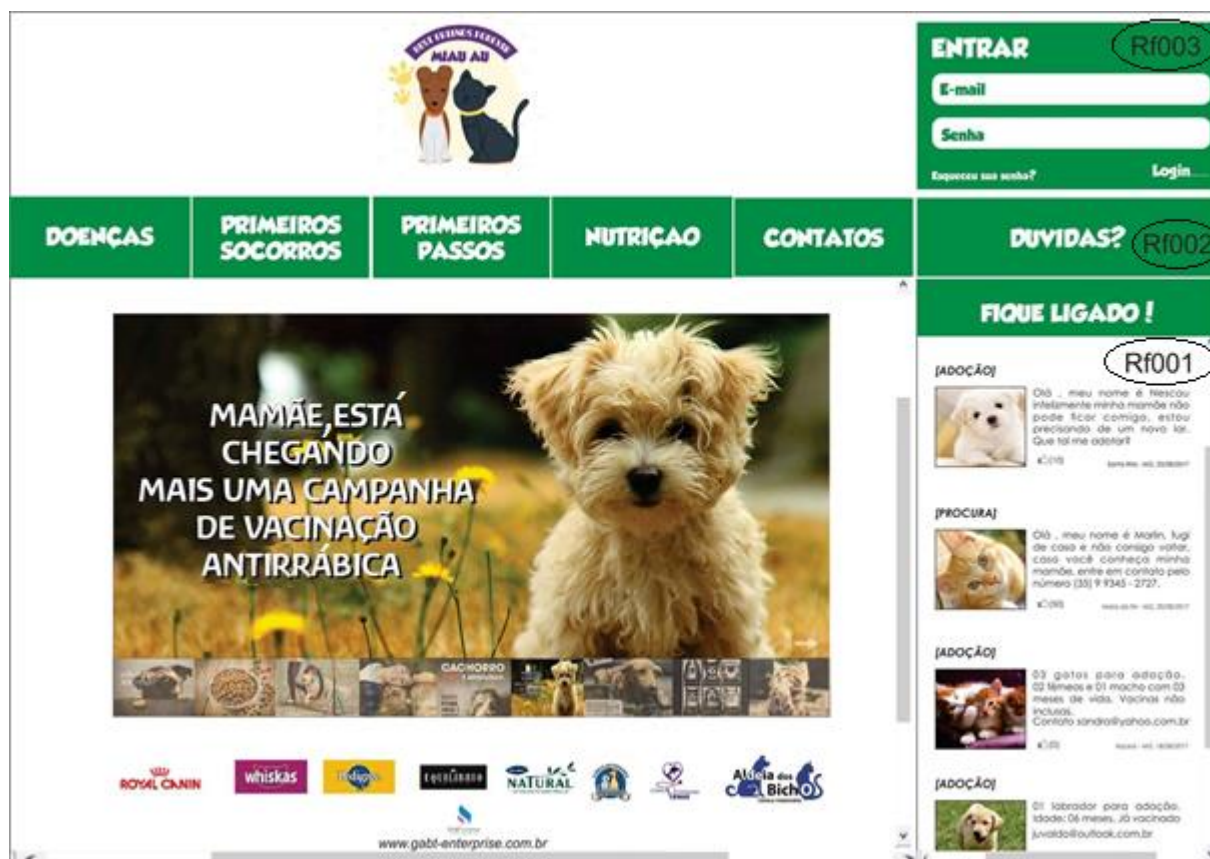 BEST FRIENDS FOREVER
MIAU AU
ENTRAR
Rf003
E-mail
Senha
Esqueceu sua senha?
Login
DOENÇAS
PRIMEIROS
SOCORROS
PRIMEIROS
PASSOS
NUTRIÇAO
CONTATOS
DUVIDAS?
Rf002
FIQUE LIGADO!
Rf001
MAMÃE,ESTÁ
CHEGANDO
MAIS UMA CAMPANHA
DE VACINAÇÃO
ANTIRRÁBICA
CACHORRO
[ADOÇÃO]
Olá , meu nome é Nescau
infelizmente minha mamãe não
pode ficar comigo, estou
precisando de um novo lar.
Que tal me adotar?
[PROCURA]
Olá , meu nome é Marlin, fugi
de casa e não consigo voltar,
caso você conheça minha
mamãe, entre em contato pelo
número (35) 9 9345 - 2727.
[ADOÇÃO]
03 gatos para adoção.
02 fêmeas e 01 macho com 03
meses de vida. Vacinas não
inclusas.
Contato sandra@yahoo.com.br
[ADOÇÃO]
01 labrador para adoção.
Idade: 06 meses. Já vacinado
juvaldo@outlook.com.br
ROYAL CANIN
whiskas
Pedigree
EQUILÍBRIO
NATURAL
Aldeia dos
Bichos
www.gabt-enterprise.com.br